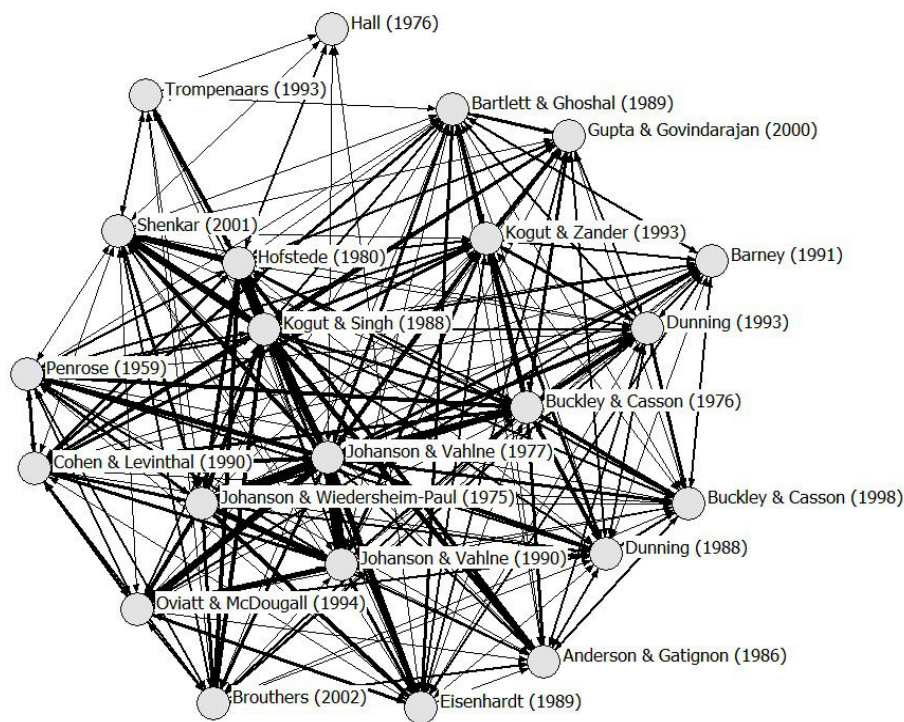 Hall (1976)
Trompenaars (1993)
Bartlett & Ghoshal (1989)
Gupta & Govindarajan (2000)
Shenkar (2001)
Kogut & Zander (1993)
Hofstede (1980)
Barney (1991)
Kogut & Singh (1988)
Dunning (1993)
Penrose (1959)
Buckley & Casson (1976)
Johanson & Vahlne (1977)
Cohen & Levinthal (1990)
Johanson & Wiedersheim-Paul (1975)
Buckley & Casson (1998)
Dunning (1988)
Johanson & Vahlne (1990)
Oviatt & McDougall (1994)
Anderson & Gatignon (1986)
Brouthers (2002)
Eisenhardt (1989)